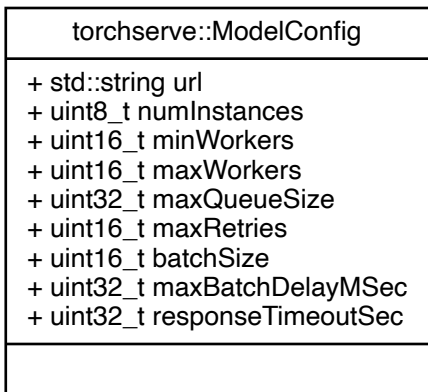 torchserve::ModelConfig
+ std::string url
+ uint8_t numInstances
+ uint16_t minWorkers
+ uint16_t maxWorkers
+ uint32_t maxQueueSize
+ uint16_t maxRetries
+ uint16_t batchSize
+ uint32_t maxBatchDelayMSec
+ uint32_t responseTimeoutSec